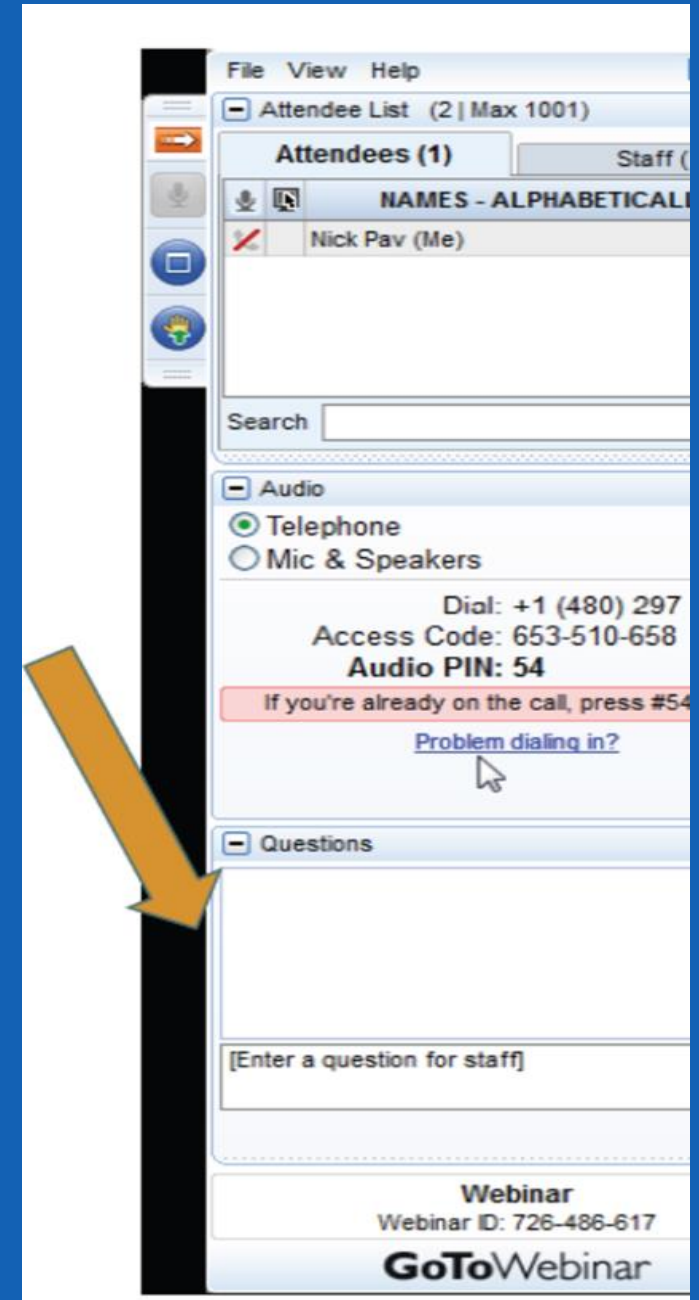 File View Help
Attendee List (2 | Max 1001)
Attendees (1) Staff (
NAMES - ALPHABETICALL
Nick Pav (Me)
Search
Audio
Telephone
Mic & Speakers
Dial: +1 (480) 297
Access Code: 653-510-658
Audio PIN: 54
If you're already on the call, press #54
Problem dialing in?
Questions
[Enter a question for staff]
Webinar
Webinar ID: 726-486-617
GoToWebinar